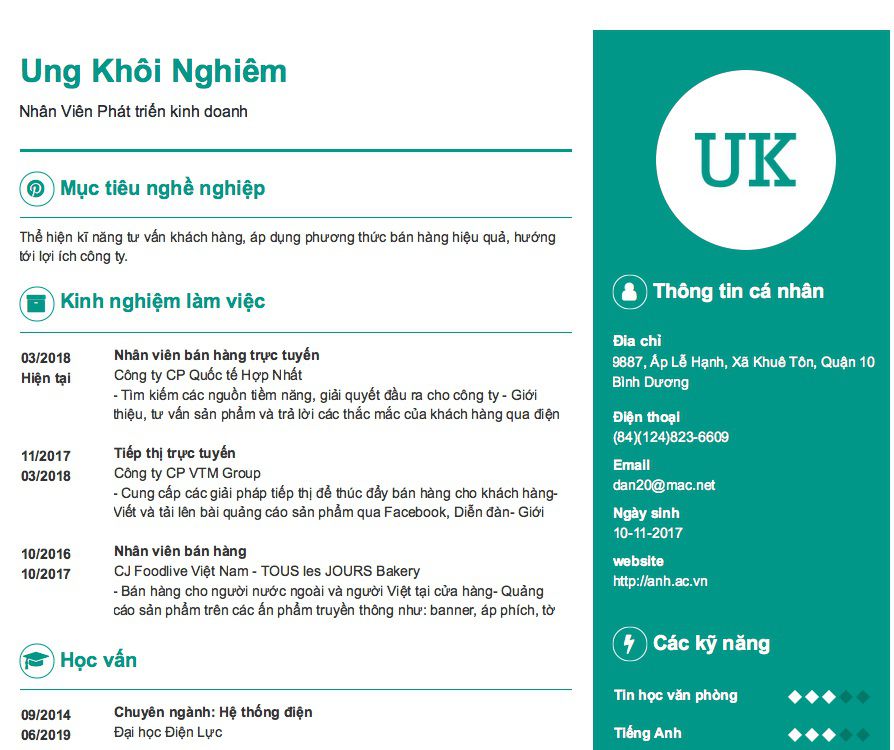 Ung Khôi Nghiêm
Nhân Viên Phát triển kinh doanh
Mục tiêu nghề nghiệp
Thể hiện kĩ năng tư vấn khách hàng, áp dụng phương thức bán hàng hiệu quả, hướng
tới lợi ích công ty.
Kinh nghiệm làm việc
03/2018
Hiện tại
Nhân viên bán hàng trực tuyến
Công ty CP Quốc tế Hợp Nhất
- Tìm kiếm các nguồn tiềm năng, giải quyết đầu ra cho công ty - Giới
thiệu, tư vấn sản phẩm và trả lời các thắc mắc của khách hàng qua điện
11/2017
03/2018
Tiếp thị trực tuyến
Công ty CP VTM Group
- Cung cấp các giải pháp tiếp thị để thúc đẩy bán hàng cho khách hàng-
Viết và tải lên bài quảng cáo sản phẩm qua Facebook, Diễn đàn- Giới
10/2016
10/2017
Nhân viên bán hàng
CJ Foodlive Việt Nam - TOUS les JOURS Bakery
- Bán hàng cho người nước ngoài và người Việt tại cửa hàng- Quảng
cáo sản phẩm trên các ấn phẩm truyền thông như: banner, áp phích, tờ
Học vấn
09/2014
06/2019
Chuyên ngành: Hệ thống điện
Đại học Điện Lực
UK
Thông tin cá nhân
Địa chỉ
9887, Ấp Lễ Hạnh, Xã Khuê Tôn, Quận 10
Bình Dương
Điện thoại
(84)(124)823-6609
Email
dan20@mac.net
Ngày sinh
10-11-2017
website
http://anh.ac.vn
Các kỹ năng
Tin học văn phòng
Tiếng Anh